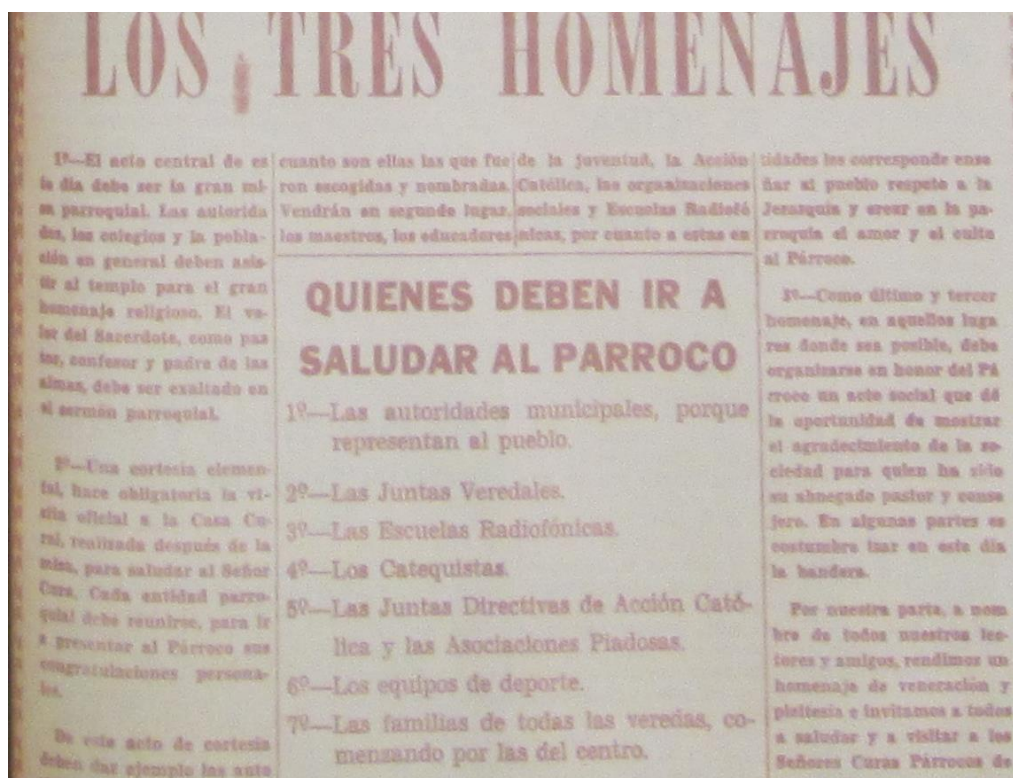 LOS TRES HOMENAJES
1º—El acto central de es
te día debe ser la gran mi-
sa parroquial. Las autorida
des, los colegios y la pobla-
ción en general deben asis-
tir al templo para el gran
homenaje religioso. El va-
lor del Sacerdote, como pas
tor, confesor y padre de las
almas, debe ser exaltado en
el sermón parroquial.
2º—Una cortesía elemen-
tal, hace obligatoria la vi-
sita oficial a la Casa Cu-
ral, realizada después de la
misa, para saludar al Señor
Cura. Cada entidad parro-
quial debe reunirse, para ir
a presentar al Párroco sus
congratulaciones persona-
les.
De este acto de cortesía
deben dar ejemplo las auto
cuanto son ellas las que fue
ron escogidas y nombradas.
Vendrán en segundo lugar,
los maestros, los educadores
de la juventud, la Acción
Católica, las organizaciones
sociales y Escuelas Radiofó
nicas, por cuanto a estas en
QUIENES DEBEN IR A
SALUDAR AL PARROCO
1º—Las autoridades municipales, porque
representan al pueblo.
2º—Las Juntas Veredales.
3º—Las Escuelas Radiofónicas.
4º—Los Catequistas.
5º—Las Juntas Directivas de Acción Cató-
lica y las Asociaciones Piadosas.
6º—Los equipos de deporte.
7º—Las familias de todas las veredas, co-
menzando por las del centro.
tidades les corresponde ense
ñar al pueblo respeto a la
Jerarquía y crear en la pa-
rroquia el amor y el culto
al Párroco.
3º—Como último y tercer
homenaje, en aquellos luga
res donde sea posible, debe
organizarse en honor del Pá
rroco un acto social que dé
la oportunidad de mostrar
el agradecimiento de la so-
ciedad para quien ha sido
su abnegado pastor y conse
jero. En algunas partes es
costumbre izar en este día
la bandera.
Por nuestra parte, a nom
bre de todos nuestros lec-
tores y amigos, rendimos un
homenaje de veneración y
pleitesía e invitamos a todos
a saludar y a visitar a los
Señores Curas Párrocos de